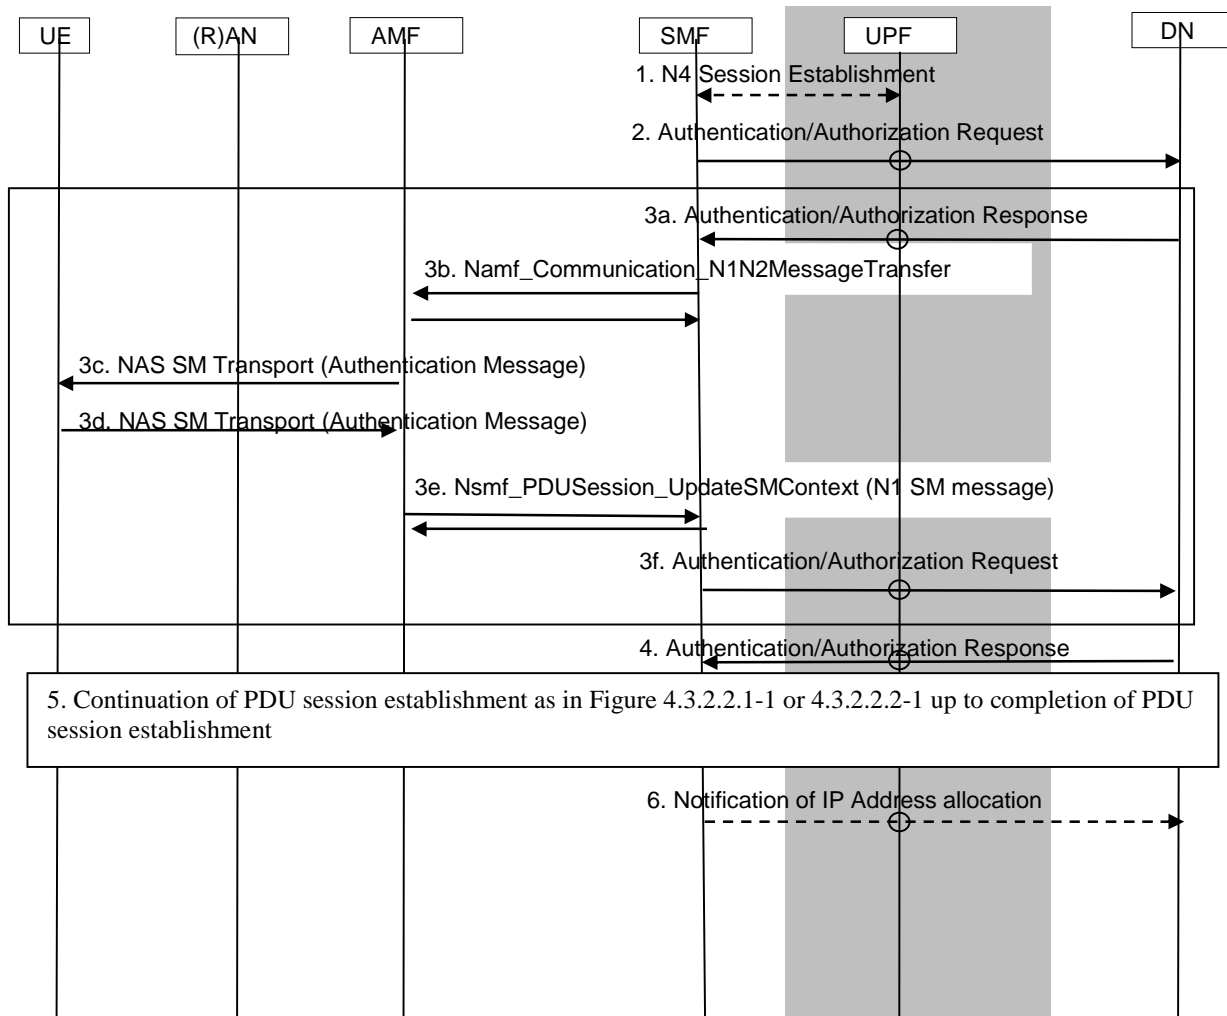 UE
(R)AN
AMF
SMF
UPF
DN
1. N4 Session Establishment
2. Authentication/Authorization Request
3a. Authentication/Authorization Response
3b. Namf_Communication_N1N2MessageTransfer
3c. NAS SM Transport (Authentication Message)
3d. NAS SM Transport (Authentication Message)
3e. Nsmf_PDUSession_UpdateSMContext (N1 SM message)
3f. Authentication/Authorization Request
4. Authentication/Authorization Response
5. Continuation of PDU session establishment as in Figure 4.3.2.2.1-1 or 4.3.2.2.2-1 up to completion of PDU
session establishment
6. Notification of IP Address allocation